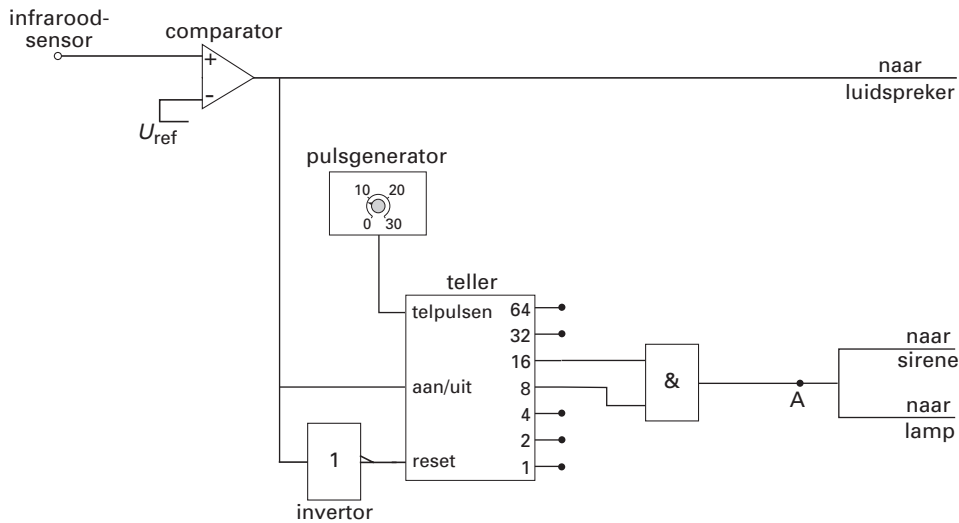 infrarood-
sensor
comparator
+
-
Uref
naar
luidspreker
pulsgenerator
10 20
0 30
teller
telpulsen
aan/uit
reset
64
32
16
8
4
2
1
&
A
naar
sirene
naar
lamp
1
invertor